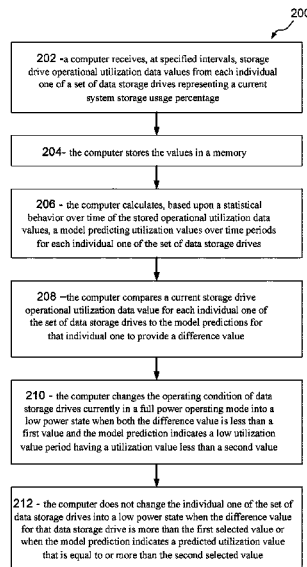 200
202 -a computer receives, at specified intervals, storage
drive operational utilization data values from each individual
one of a set of data storage drives representing a current
system storage usage percentage
204- the computer stores the values in a memory
206 - the computer calculates, based upon a statistical
behavior over time of the stored operational utilization data
values, a model predicting utilization values over time periods
for each individual one of the set of data storage drives
208 –the computer compares a current storage drive
operational utilization data value for each individual one of
the set of data storage drives to the model predictions for
that individual one to provide a difference value
210 - the computer changes the operating condition of data
storage drives currently in a full power operating mode into a
low power state when both the difference value is less than a
first value and the model prediction indicates a low utilization
value period having a utilization value less than a second value
212 - the computer does not change the individual one of the set of
data storage drives into a low power state when the difference value
for that data storage drive is more than the first selected value or
when the model prediction indicates a predicted utilization value
that is equal to or more than the second selected value